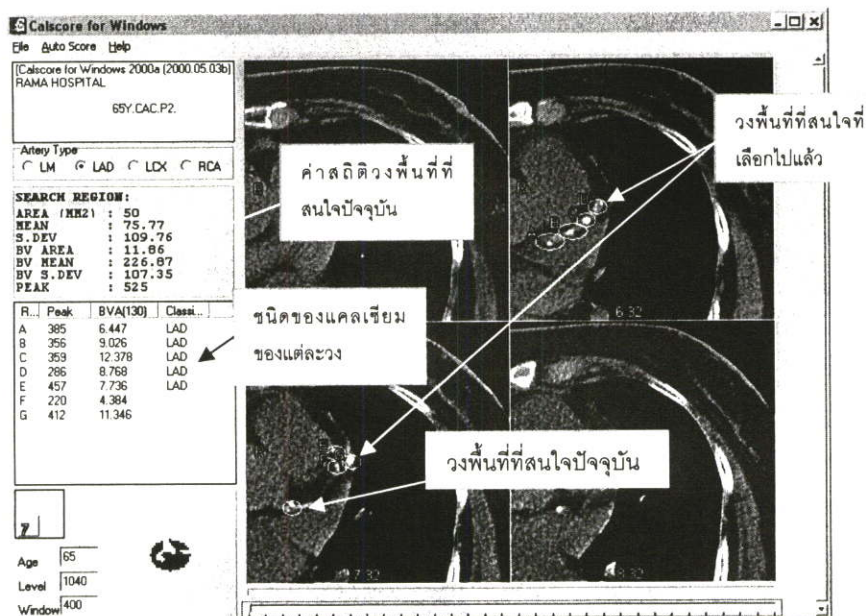 Calscore for Windows
File Auto Score Help
[Calscore for Windows 2000a (2000.05.03b]
RAMA HOSPITAL
65Y.CAC.P2.
Artery Type
LM LAD LCX RCA
SEARCH REGION:
AREA (MM2) : 50
MEAN : 75.77
S.DEV : 109.76
BV AREA : 11.86
BV MEAN : 226.87
BV S.DEV : 107.35
PEAK : 525
R... Peak BVA(130) Classi...
A 385 6.447 LAD
B 356 9.026 LAD
C 359 12.378 LAD
D 286 8.768 LAD
E 457 7.736 LAD
F 220 4.384
G 412 11.346
Age 65
Level 1040
Window 400
ค่าสถิติวงพื้นที่ที่
สนใจปัจจุบัน
วงพื้นที่ที่สนใจที่
เลือกไปแล้ว
ชนิดของแคลเซียม
ของแต่ละวง
วงพื้นที่ที่สนใจปัจจุบัน
6:32
7:32
8:32